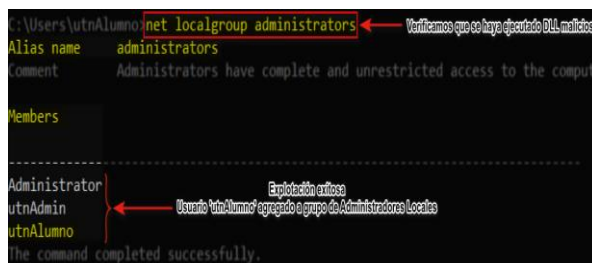 C:\Users\utnAlumno>net localgroup administrators
Verificamos que se haya ejecutado DLL malicios
Alias name administrators
Comment Administrators have complete and unrestricted access to the comput
Members
Administrator
utnAdmin
utnAlumno
Explotación exitosa
Usuario 'utnAlumno' agregado a grupo de Administradores Locales
The command completed successfully.